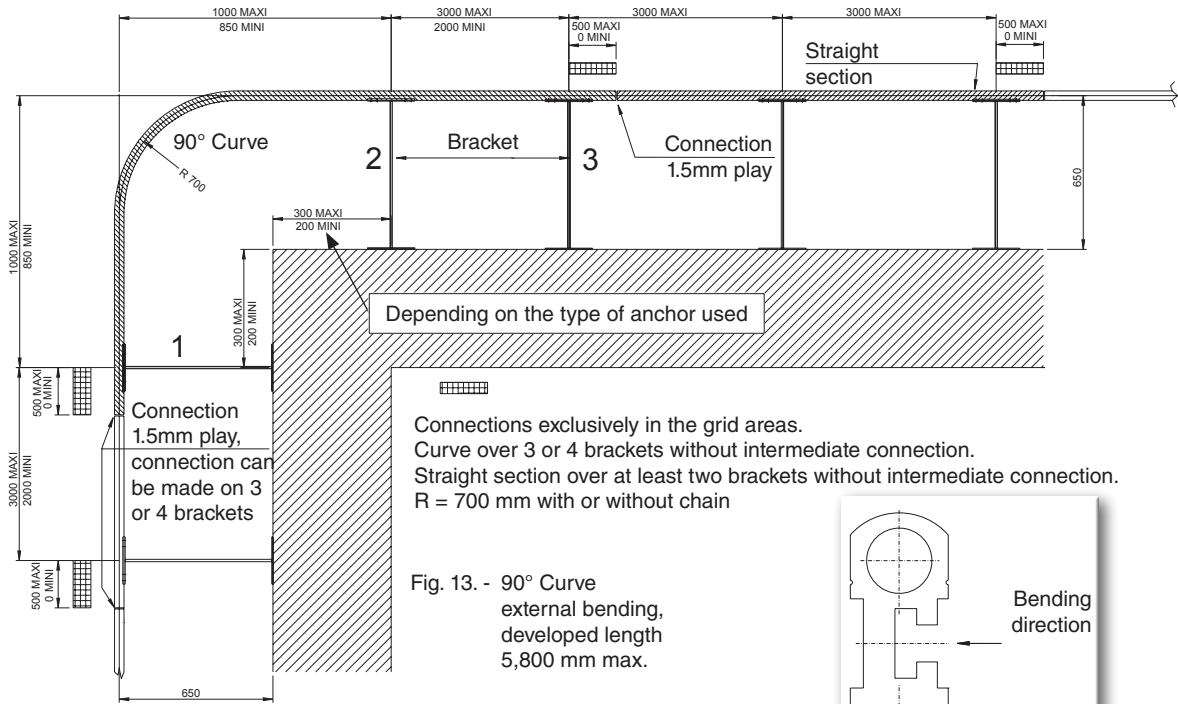 1000 MAXI
850 MINI
3000 MAXI
2000 MINI
500 MAXI
0 MINI
3000 MAXI
3000 MAXI
500 MAXI
0 MINI
Straight
section
90° Curve
R 700
2
Bracket
3
Connection
1.5mm play
650
1000 MAXI
850 MINI
300 MAXI
200 MINI
300 MAXI
200 MINI
Depending on the type of anchor used
1
500 MAXI
0 MINI
Connection
1.5mm play,
connection can
be made on 3
or 4 brackets
3000 MAXI
2000 MINI
500 MAXI
0 MINI
650
Connections exclusively in the grid areas.
Curve over 3 or 4 brackets without intermediate connection.
Straight section over at least two brackets without intermediate connection.
R = 700 mm with or without chain
Fig. 13. - 90° Curve
external bending,
developed length
5,800 mm max.
Bending
direction